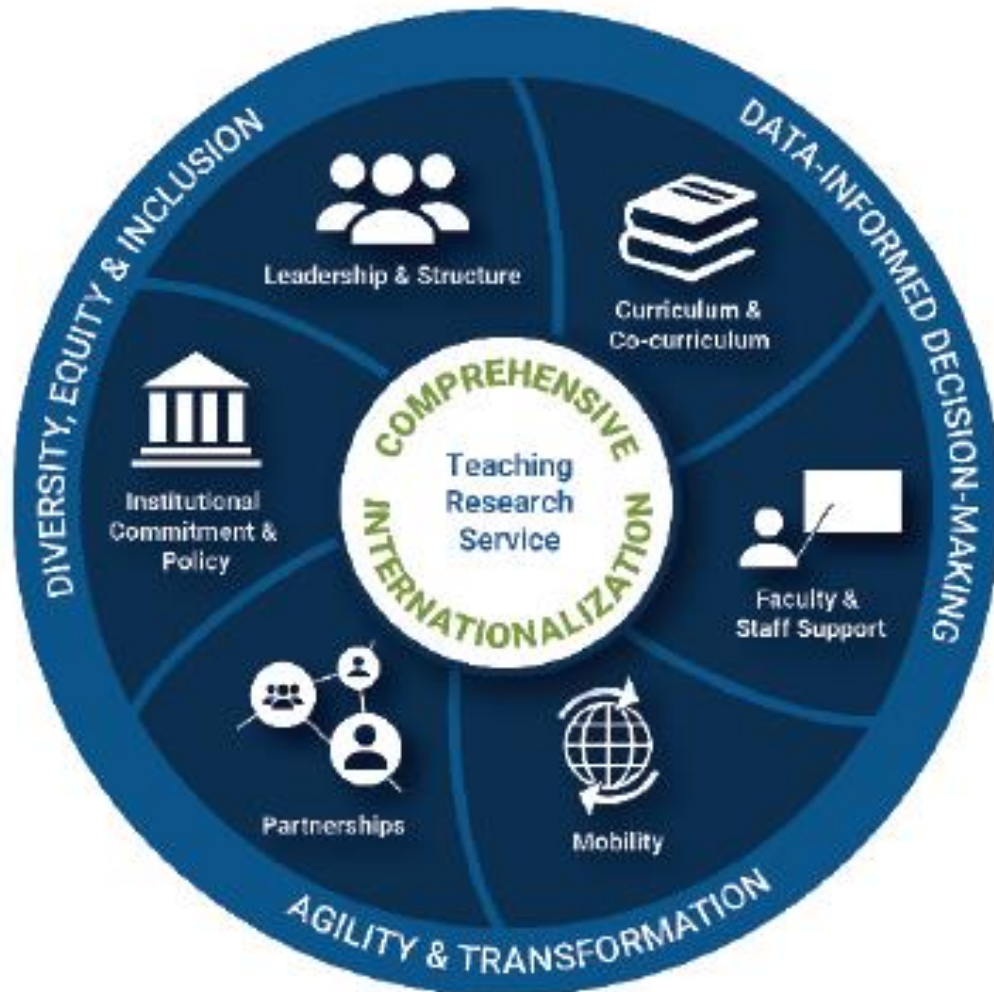 DIVERSITY, EQUITY & INCLUSION
DATA-INFORMED DECISION-MAKING
AGILITY & TRANSFORMATION
Leadership & Structure
Curriculum &
Co-curriculum
Faculty &
Staff Support
Mobility
Partnerships
Institutional
Commitment &
Policy
COMPREHENSIVE
INTERNATIONALIZATION
Teaching
Research
Service